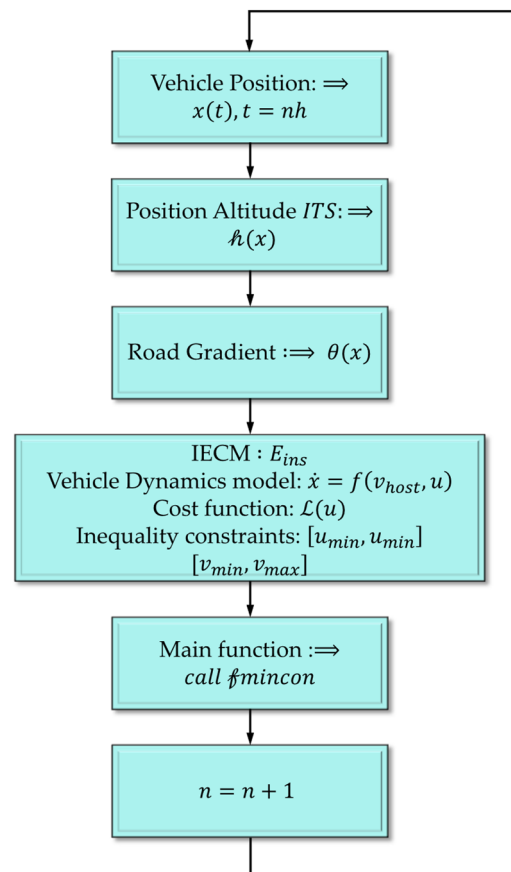 Vehicle Position: ⟹
x(t), t = nh
Position Altitude ITS: ⟹
ℎ(x)
Road Gradient :⟹ θ(x)
IECM : E_ins
Vehicle Dynamics model: ẋ = f(v_host, u)
Cost function: ℒ(u)
Inequality constraints: [u_min, u_min]
[v_min, v_max]
Main function :⟹
call fmincon
n = n + 1